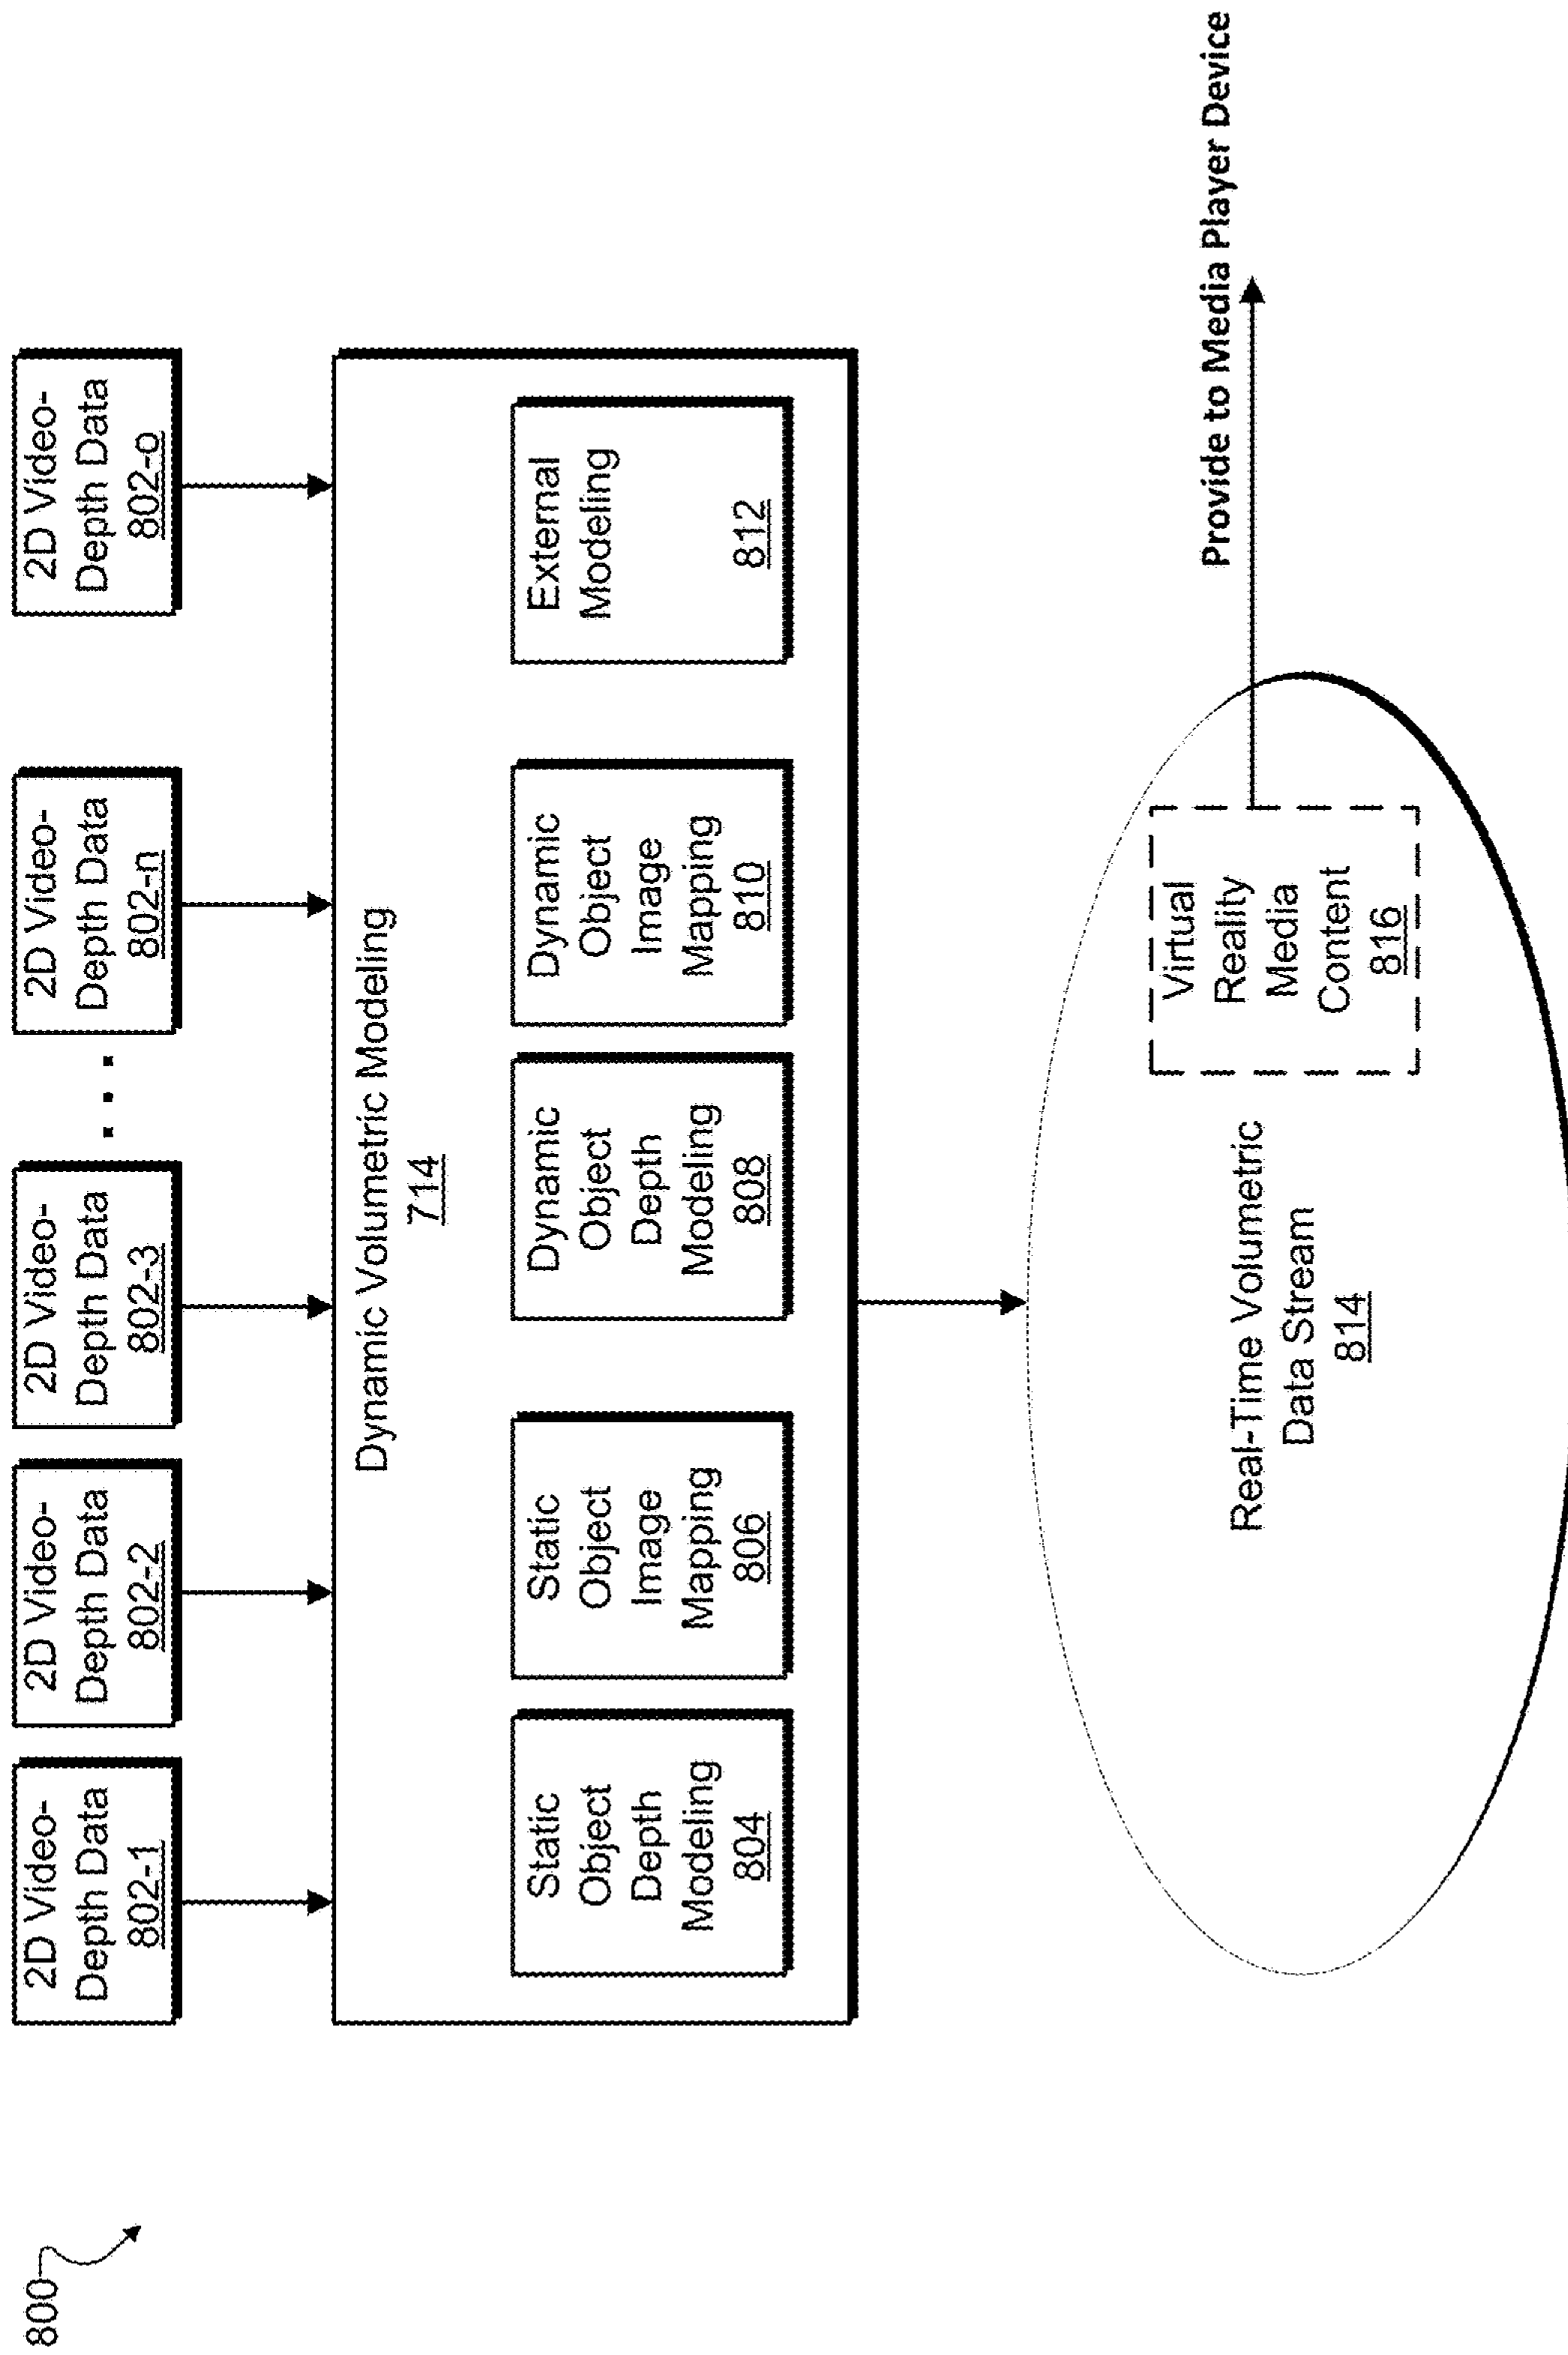 800
2D Video-
Depth Data
802-1
2D Video-
Depth Data
802-2
2D Video-
Depth Data
802-3
. . .
2D Video-
Depth Data
802-n
2D Video-
Depth Data
802-o
Dynamic Volumetric Modeling
714
Static
Object
Depth
Modeling
804
Static
Object
Image
Mapping
806
Dynamic
Object
Depth
Modeling
808
Dynamic
Object
Image
Mapping
810
External
Modeling
812
Real-Time Volumetric
Data Stream
814
Virtual
Reality
Media
Content
816
Provide to Media Player Device